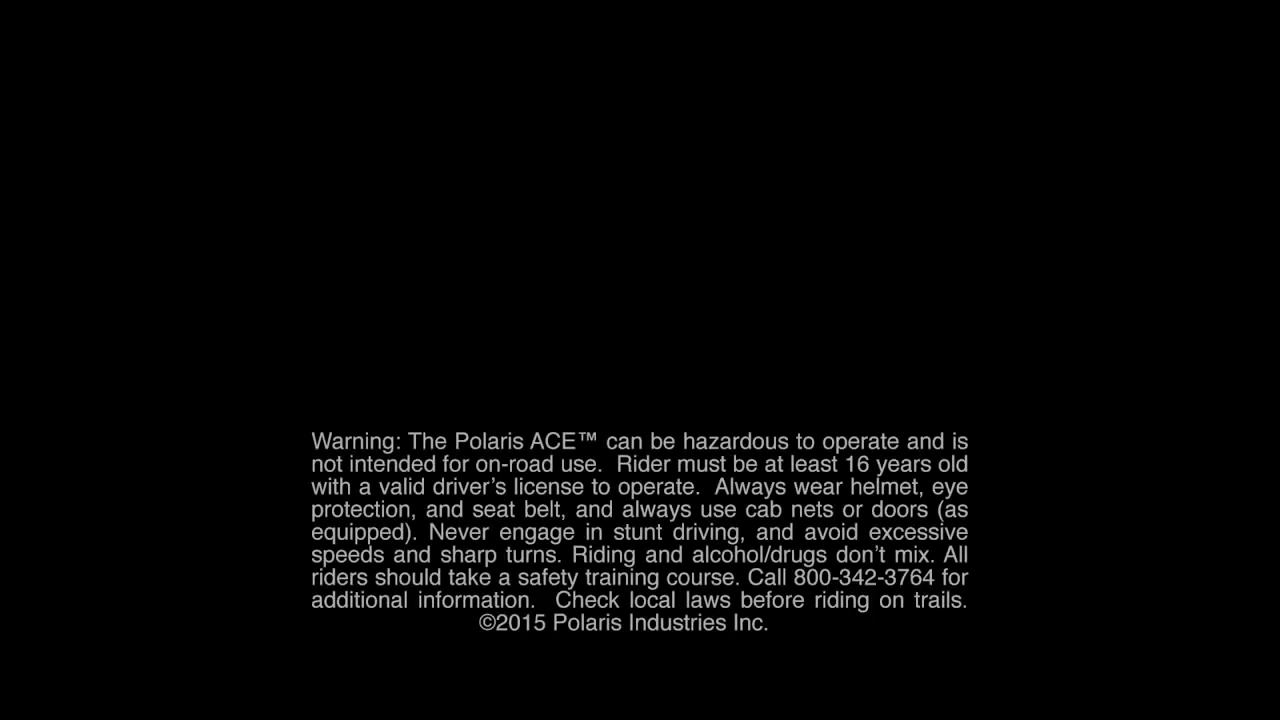 Warning: The Polaris ACE™ can be hazardous to operate and is
not intended for on-road use.  Rider must be at least 16 years old
with a valid driver’s license to operate.  Always wear helmet, eye
protection, and seat belt, and always use cab nets or doors (as
equipped). Never engage in stunt driving, and avoid excessive
speeds and sharp turns. Riding and alcohol/drugs don’t mix. All
riders should take a safety training course. Call 800-342-3764 for
additional information.  Check local laws before riding on trails.
©2015 Polaris Industries Inc.